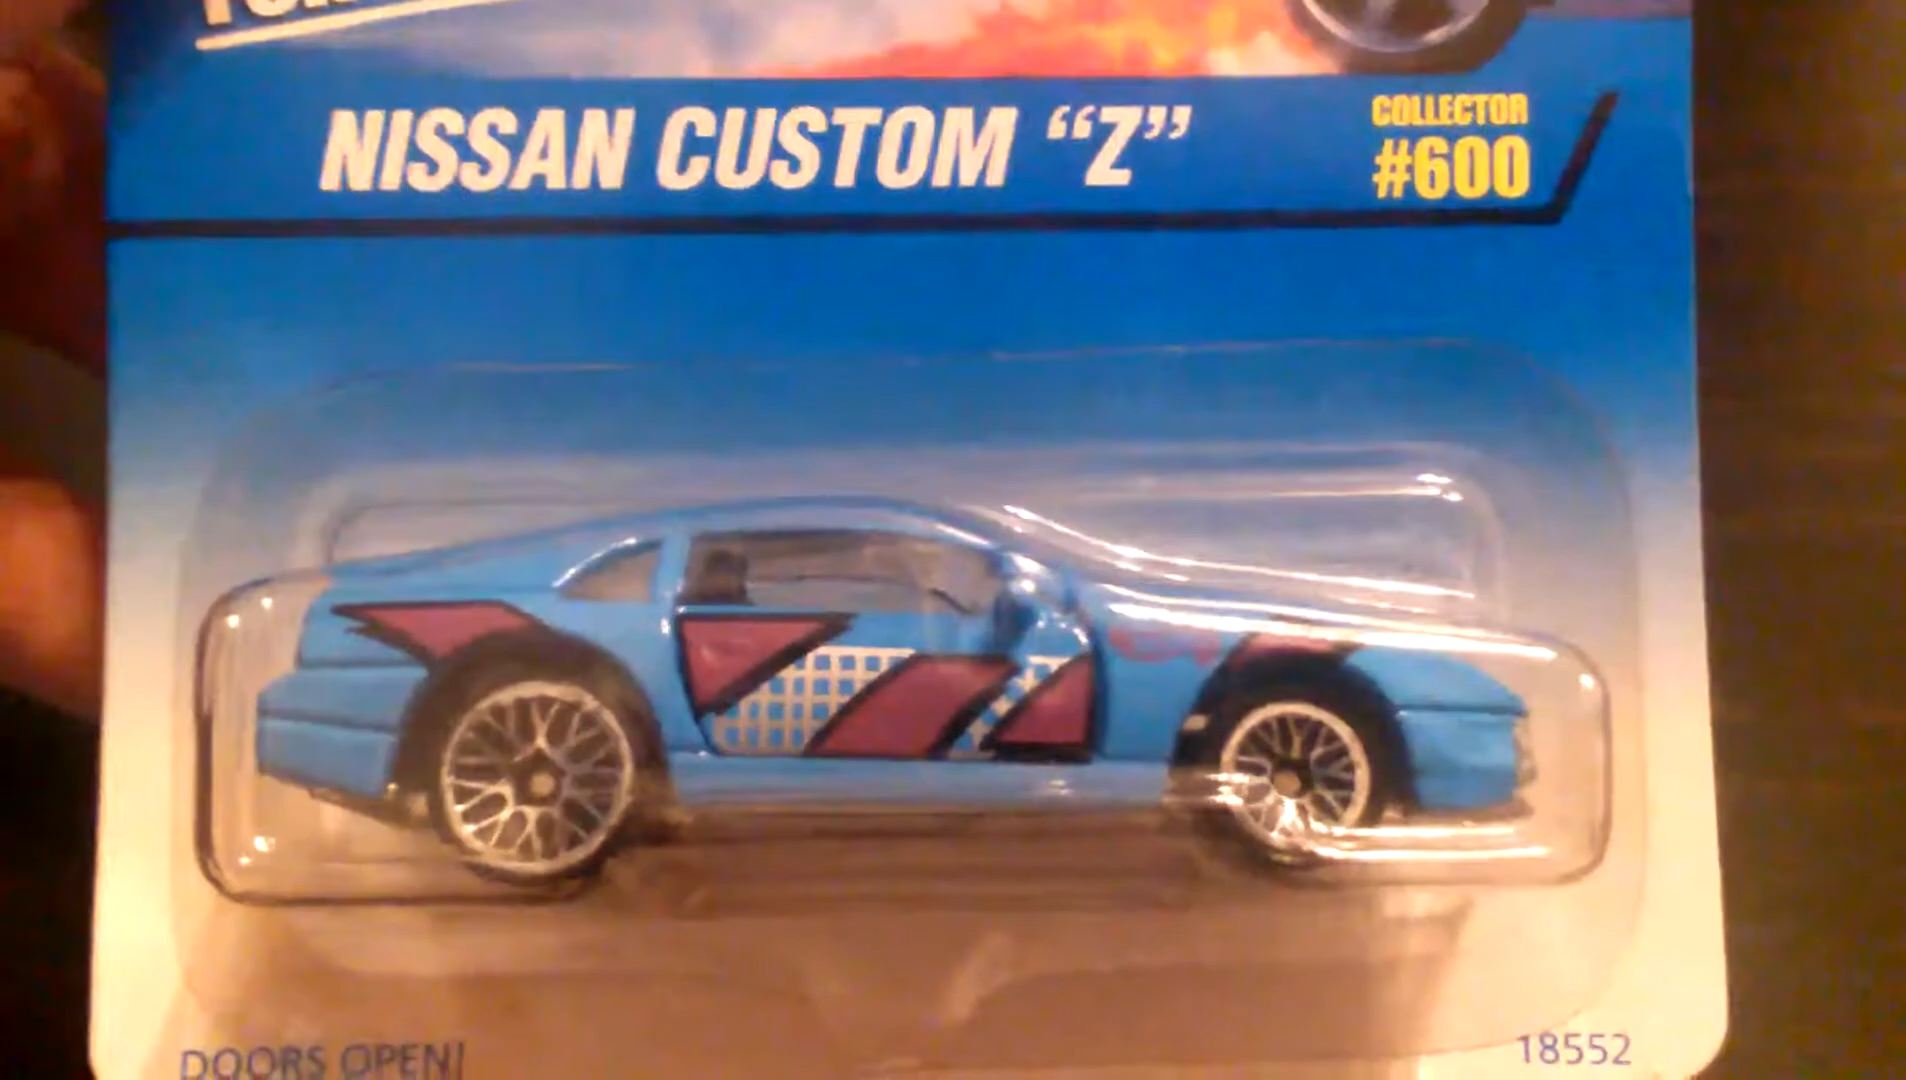 NISSAN CUSTOM “Z”
COLLECTOR
#600
DOORS OPEN!
18552